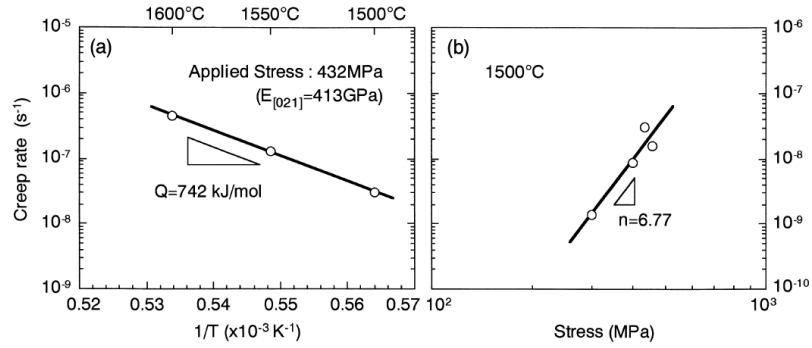 1600°C 1550°C 1500°C
10⁻⁵
(a)
Applied Stress : 432MPa
(E[021]=413GPa)
10⁻⁶
Creep rate (s⁻¹)
10⁻⁷
Q=742 kJ/mol
10⁻⁸
10⁻⁹
0.52 0.53 0.54 0.55 0.56 0.57
1/T (x10⁻³ K⁻¹)
(b)
10⁻⁶
1500°C
10⁻⁷
10⁻⁸
n=6.77
10⁻⁹
10⁻¹⁰
10² 10³
Stress (MPa)